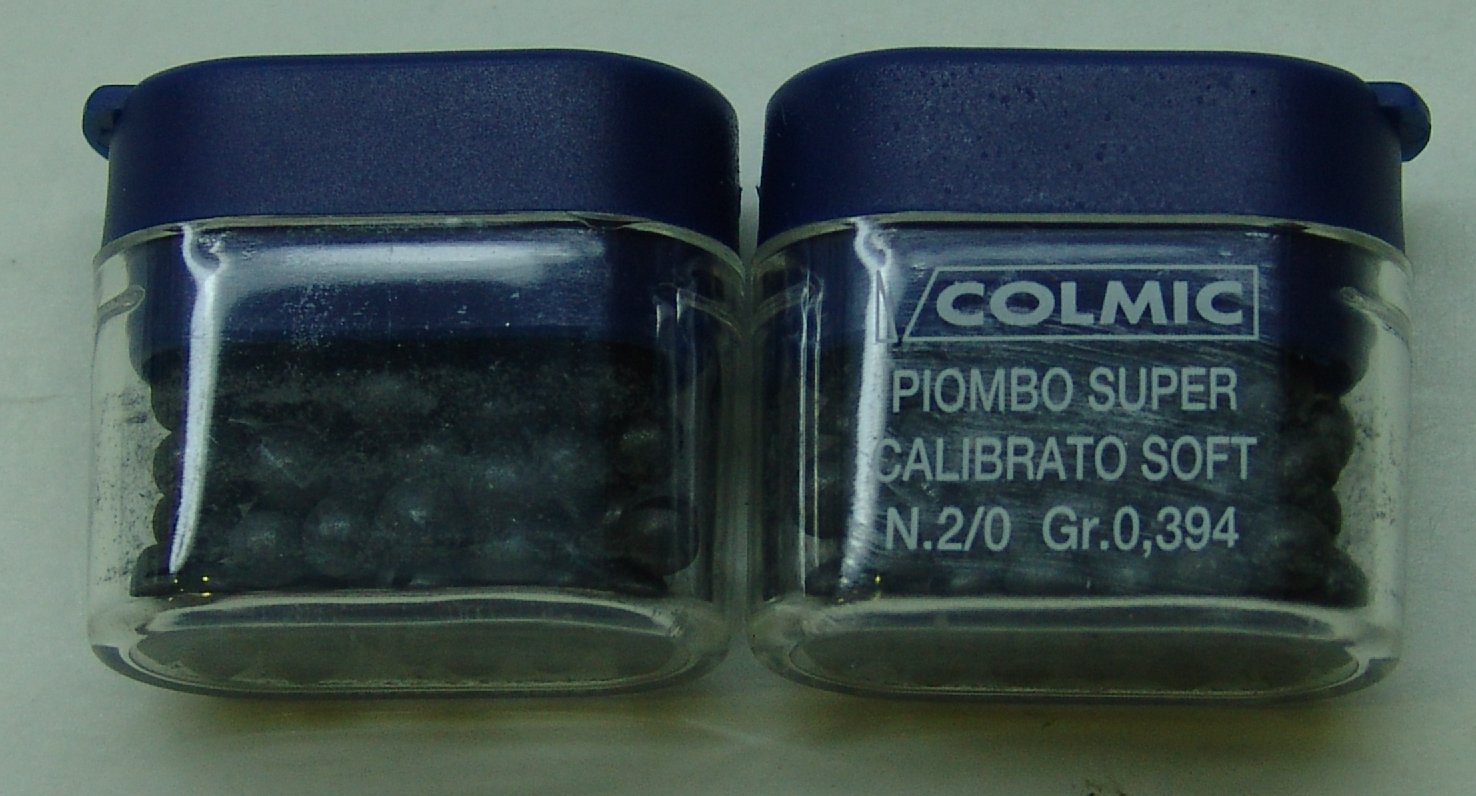 COLMIC
PIOMBO SUPER
CALIBRATO SOFT
N.2/0 Gr.0,394